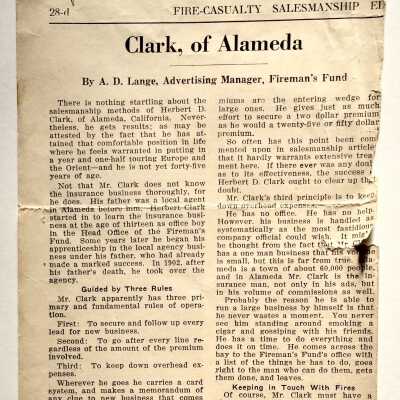 28-d
FIRE-CASUALTY SALESMANSHIP
Clark, of Alameda
By A. D. Lange, Advertising Manager, Fireman's Fund
There is nothing startling about the
salesmanship methods of Herbert D.
Clark, of Alameda, California. Never-
theless, he gets results; as may be
attested by the fact that he has at-
tained that comfortable position in life
where he feels warranted in putting in
a year and one-half touring Europe and
the Orient—and he is not yet forty-five
years of age.
Not that Mr. Clark does not know
the insurance business thoroughly, for
he does. His father was a local agent
in Alameda before him. Herbert Clark
started in to learn the insurance busi-
ness at the age of thirteen as office boy
in the Head Office of the Fireman's
Fund. Some years later he began his
apprenticeship in the local agency busi-
ness under his father, who had already
made a marked success. In 1902, after
his father's death, he took over the
agency.
Guided by Three Rules
Mr. Clark apparently has three pri-
mary and fundamental rules of opera-
tion.
First: To secure and follow up every
lead for new business.
Second: To go after every line re-
gardless of the amount of the premium
involved.
Third: To keep down overhead ex-
penses.
Wherever he goes he carries a card
system, and makes a memorandum of
any clue to new business that comes
miums are the entering wedge for
large ones. He gives just as much
effort to secure a two dollar premium
as he would a twenty-five or fifty dollar
premium.
So often has this point been com-
mented upon in salesmanship articles
that it hardly warrants extensive treat-
ment here. If there ever was any doubt
as to its effectiveness, the success of
Herbert D. Clark ought to clear up the
doubt.
Mr. Clark's third principle is to keep
down overhead expenses.
He has no office. He has no help.
However, his business is handled as
systematically as the most fastidious
company official could wish. It
be thought from the fact that
has a one man business that his
is small, but this is far from true.
meda is a town of about 60,000
and in Alameda Mr. Clark is the in-
surance man, not only in his ads, but
in his volume of commissions as well.
Probably the reason he is able to
run a large business by himself is that
he never wastes a moment. You never
see him standing around smoking a
cigar and gossiping with his friends.
He has a time to do everything and
does it on time. He comes across the
bay to the Fireman's Fund's office with
a list of the things he has to do, goes
right to the man who can do them, gets
them done, and leaves.
Keeping in Touch With Fires
Of course, Mr. Clark must have a